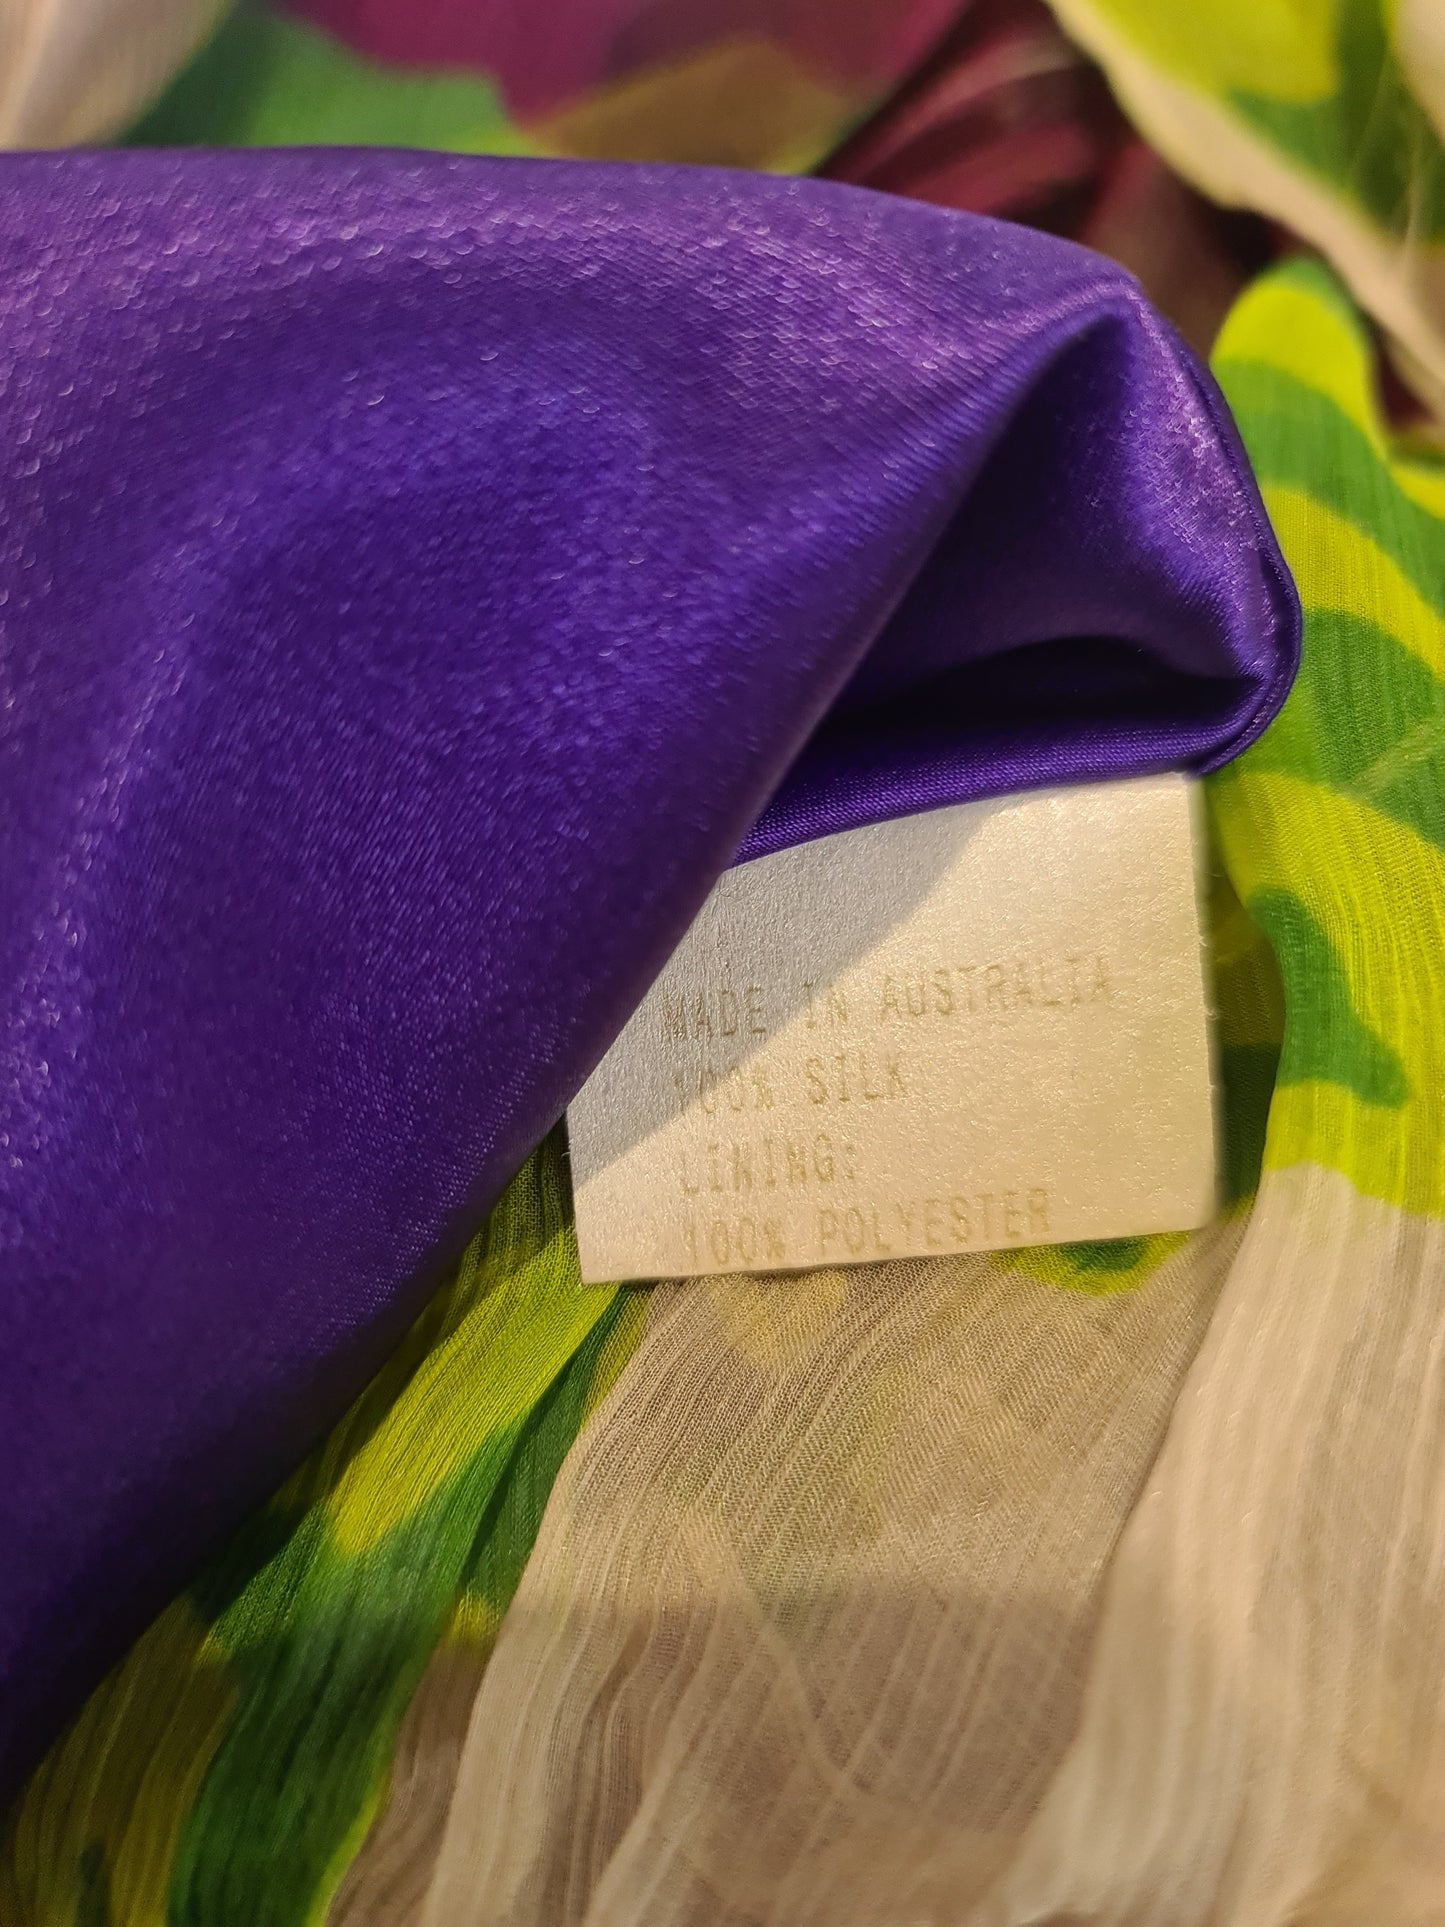 MADE IN AUSTRALIA
100% SILK
LINING:
100% POLYESTER